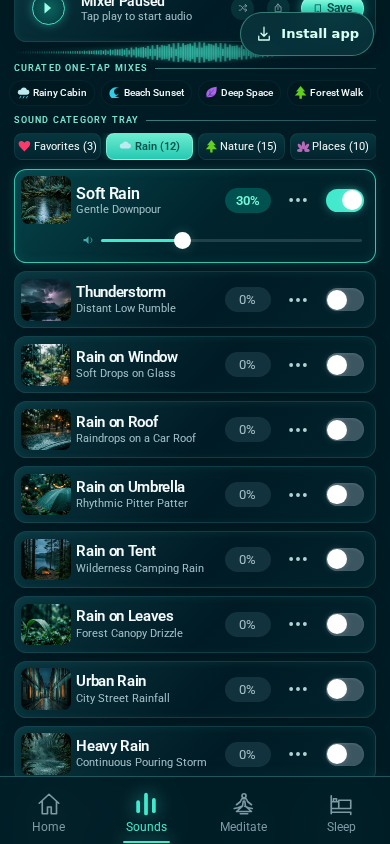 Mixer Paused
Tap play to start audio
Save
Install app
CURATED ONE-TAP MIXES
Rainy Cabin
Beach Sunset
Deep Space
Forest Walk
SOUND CATEGORY TRAY
Favorites (3)
Rain (12)
Nature (15)
Places (10)
Soft Rain
Gentle Downpour
30%
Thunderstorm
Distant Low Rumble
0%
Rain on Window
Soft Drops on Glass
0%
Rain on Roof
Raindrops on a Car Roof
0%
Rain on Umbrella
Rhythmic Pitter Patter
0%
Rain on Tent
Wilderness Camping Rain
0%
Rain on Leaves
Forest Canopy Drizzle
0%
Urban Rain
City Street Rainfall
0%
Heavy Rain
Continuous Pouring Storm
0%
Home
Sounds
Meditate
Sleep